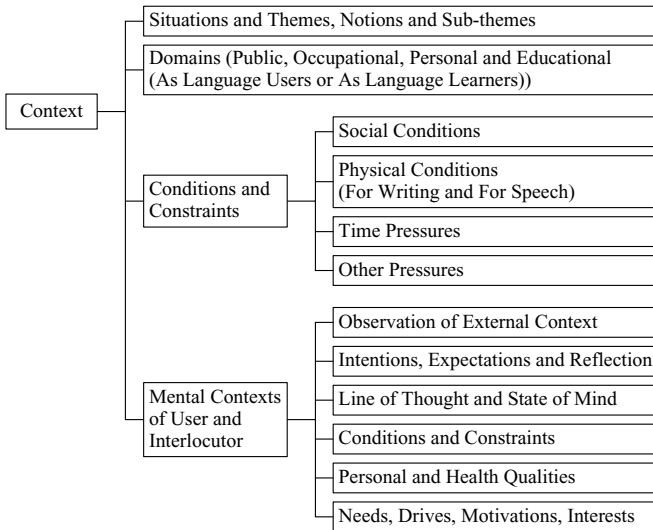 Situations and Themes, Notions and Sub-themes
Domains (Public, Occupational, Personal and Educational
(As Language Users or As Language Learners))
Context
Social Conditions
Physical Conditions
(For Writing and For Speech)
Conditions and
Constraints
Time Pressures
Other Pressures
Observation of External Context
Intentions, Expectations and Reflection
Mental Contexts
of User and
Interlocutor
Line of Thought and State of Mind
Conditions and Constraints
Personal and Health Qualities
Needs, Drives, Motivations, Interests